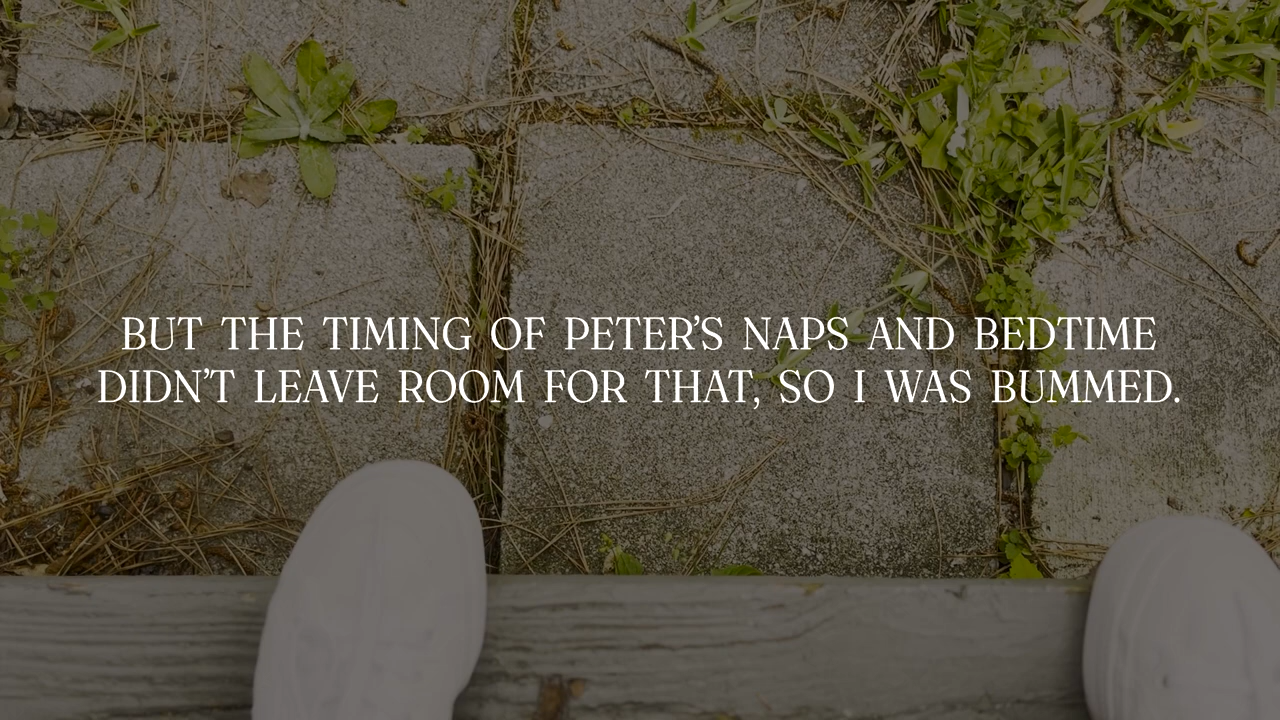 BUT THE TIMING OF PETER’S NAPS AND BEDTIME
DIDN’T LEAVE ROOM FOR THAT, SO I WAS BUMMED.